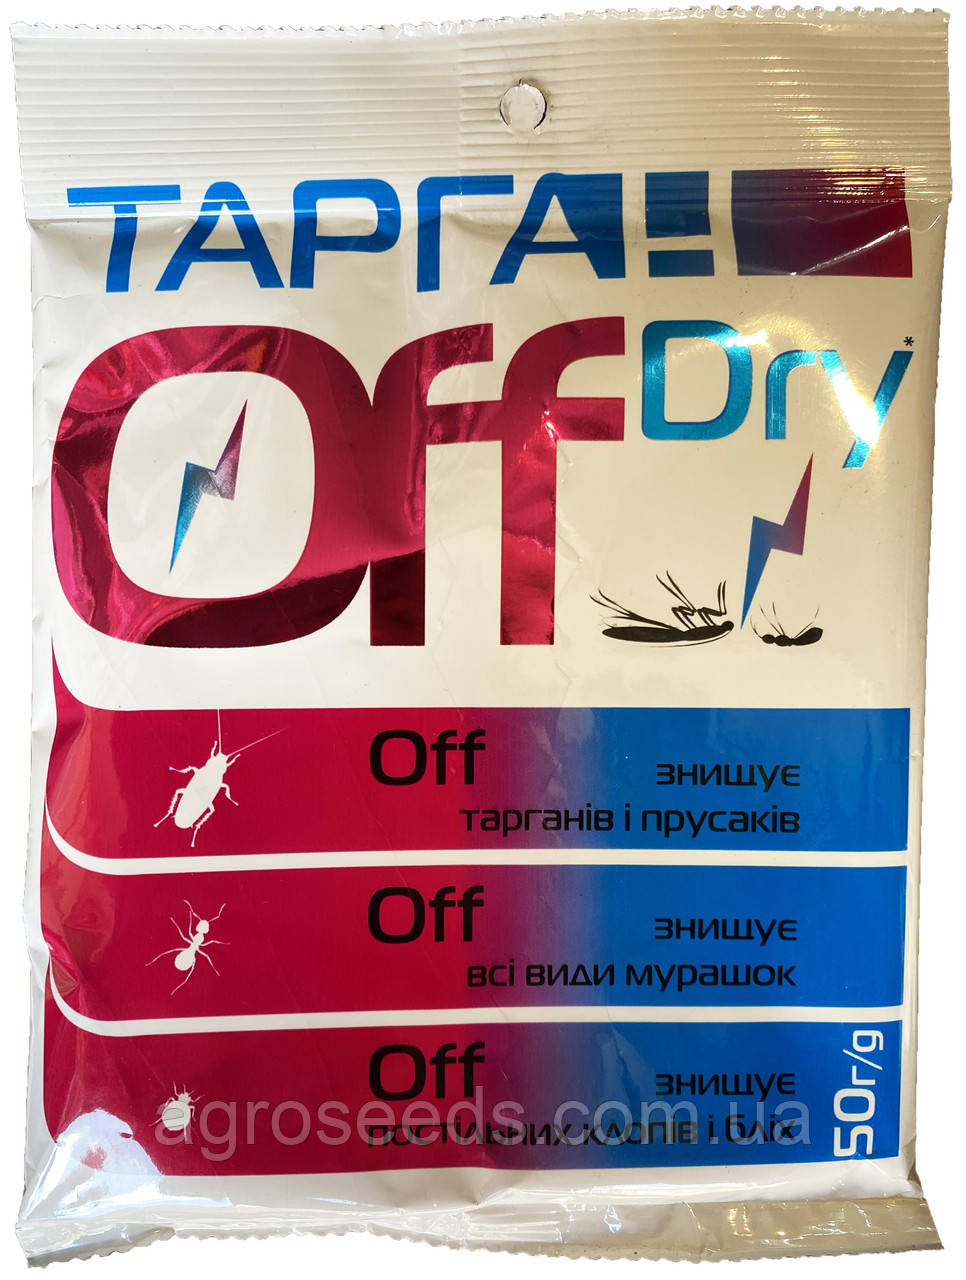 ТАРГА!!
Off Dry*
Off знищує
тарганів і прусаків
Off знищує
всі види мурашок
Off знищує
постільних клопів і бліх
50г/g
agroseeds.com.ua